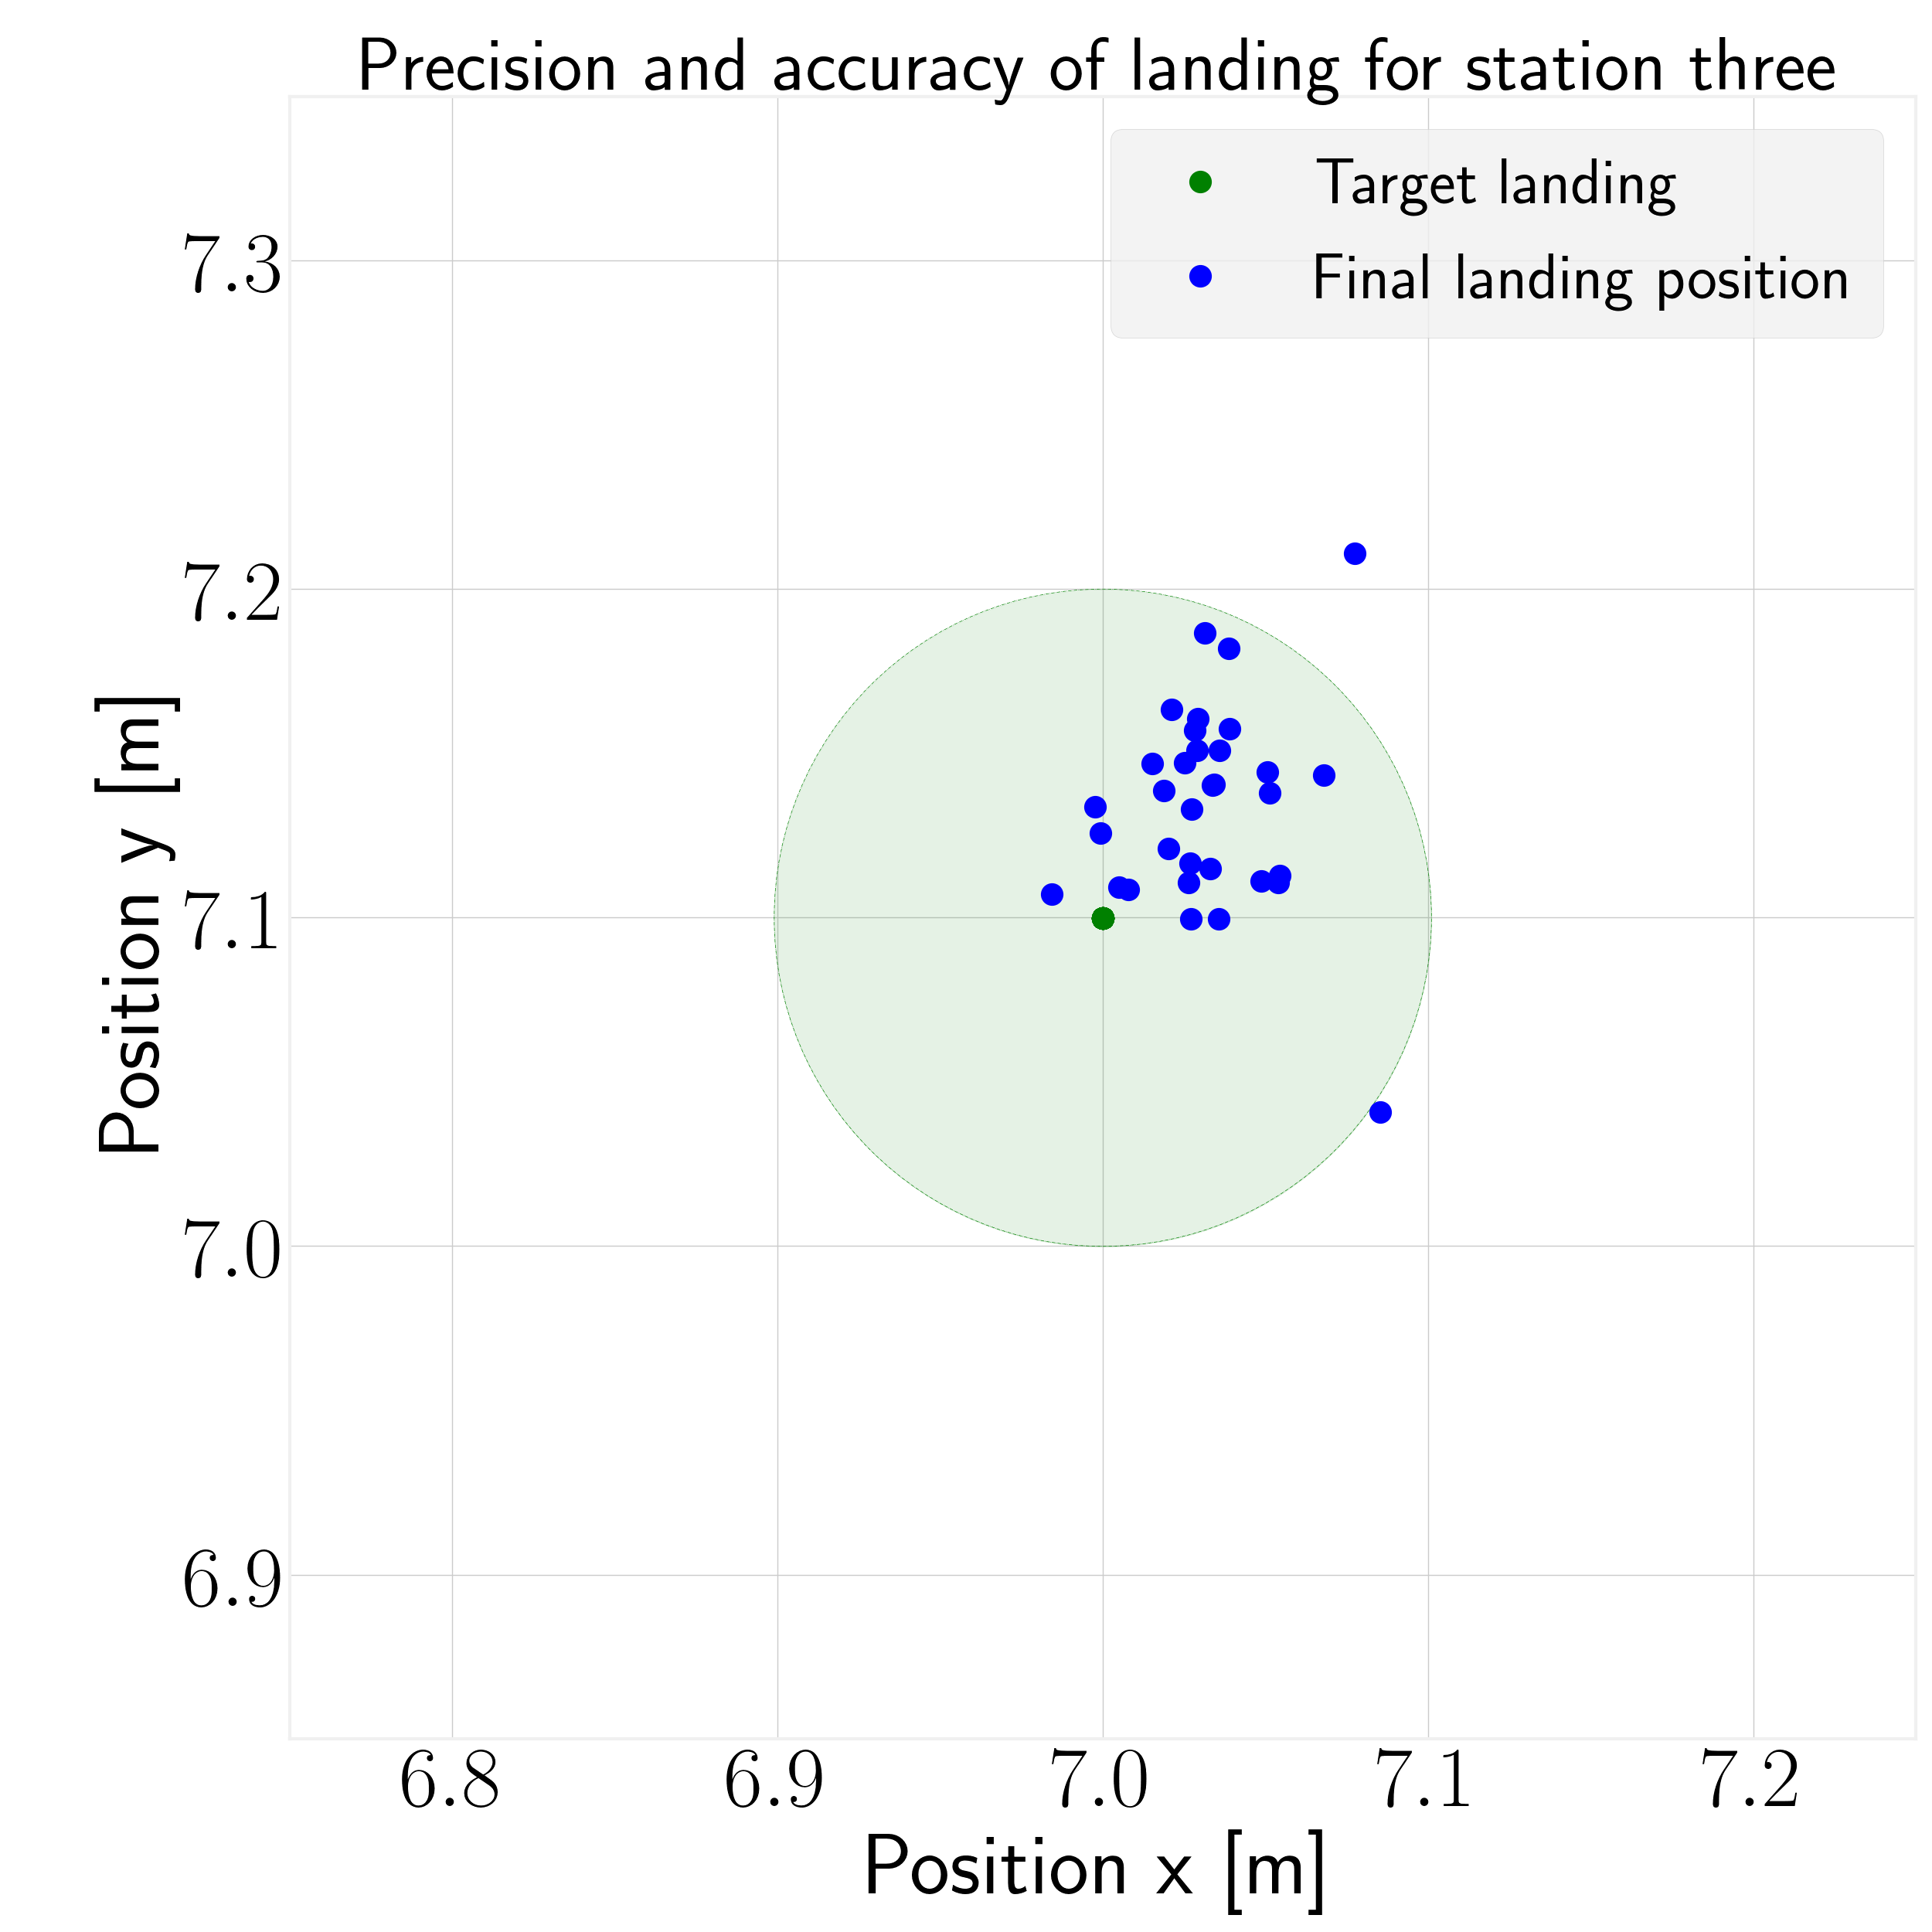 Precision and accuracy of landing for station three
Target landing
Final landing position
7.3
7.2
7.1
7.0
6.9
Position y [m]
6.8 6.9 7.0 7.1 7.2
Position x [m]